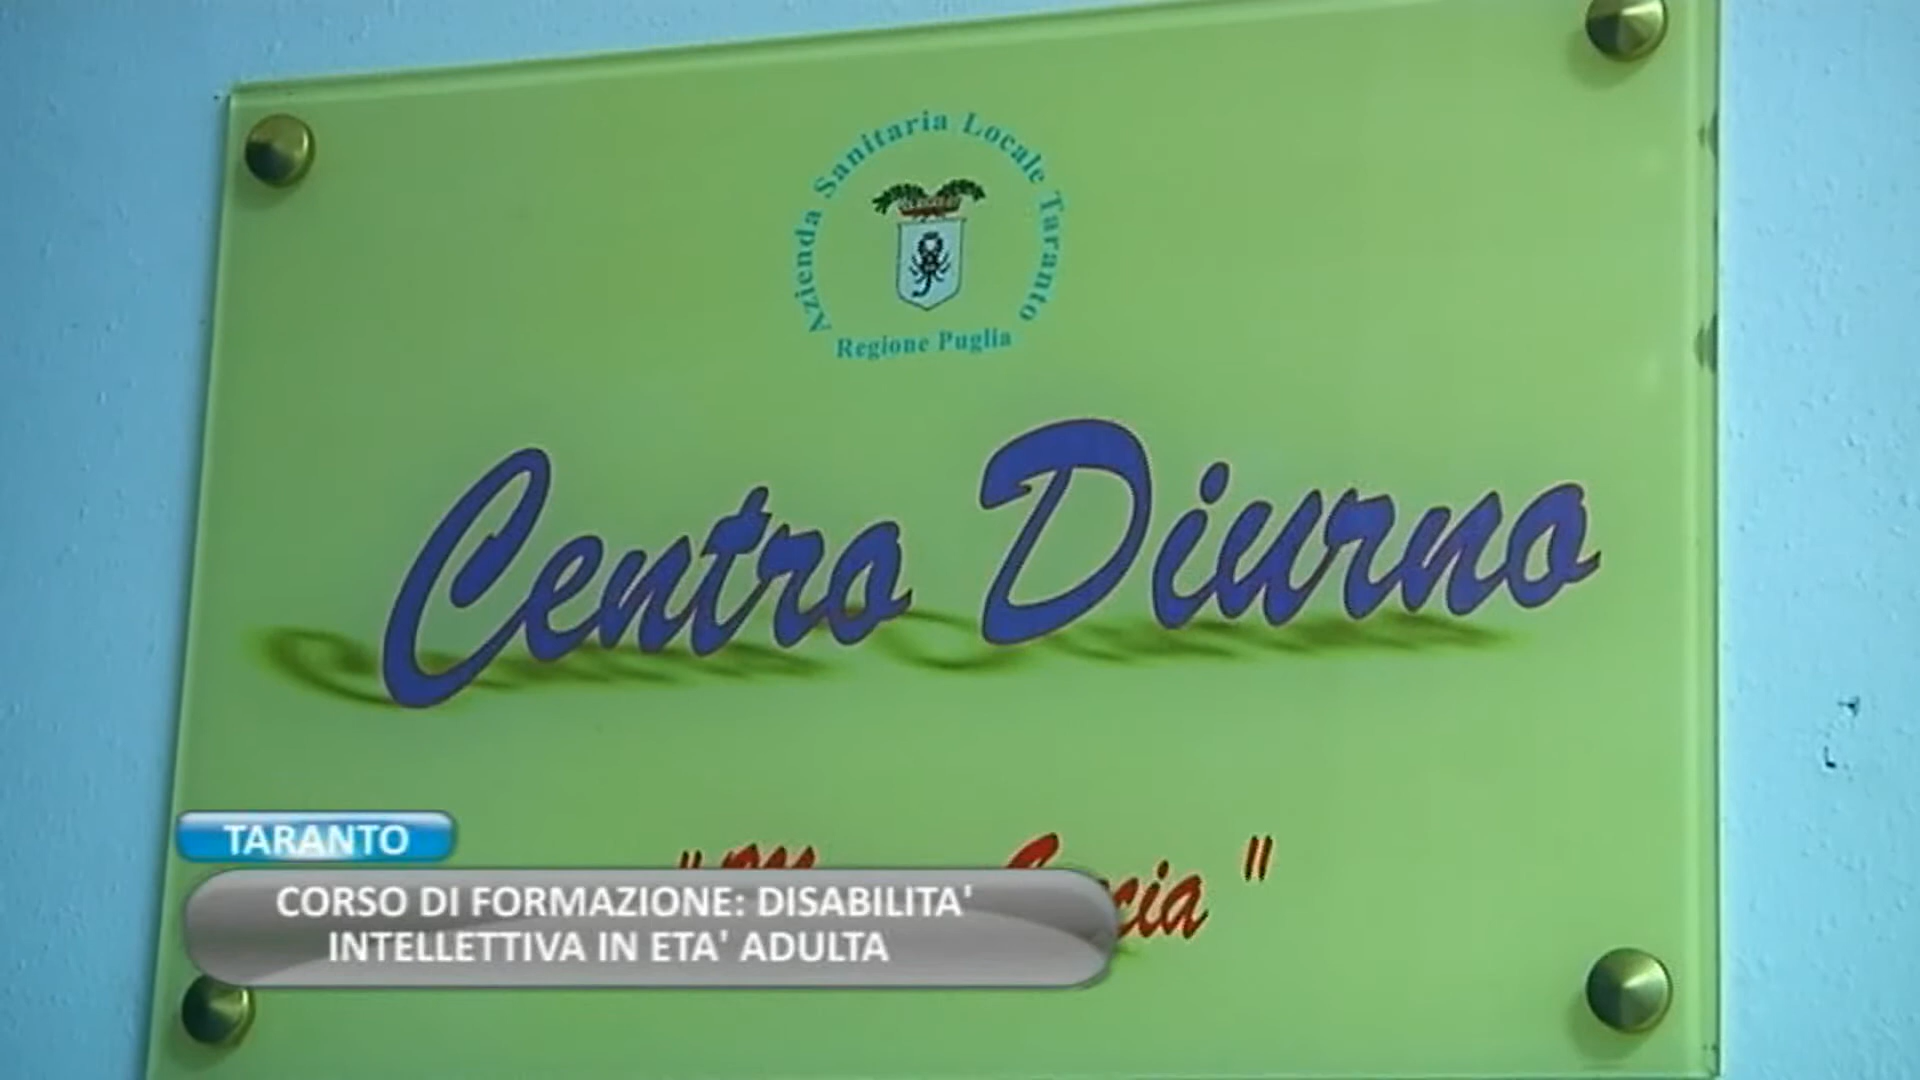 Azienda Sanitaria Locale Taranto
Regione Puglia
Centro Diurno
TARANTO
CORSO DI FORMAZIONE: DISABILITA'
INTELLETTIVA IN ETA' ADULTA